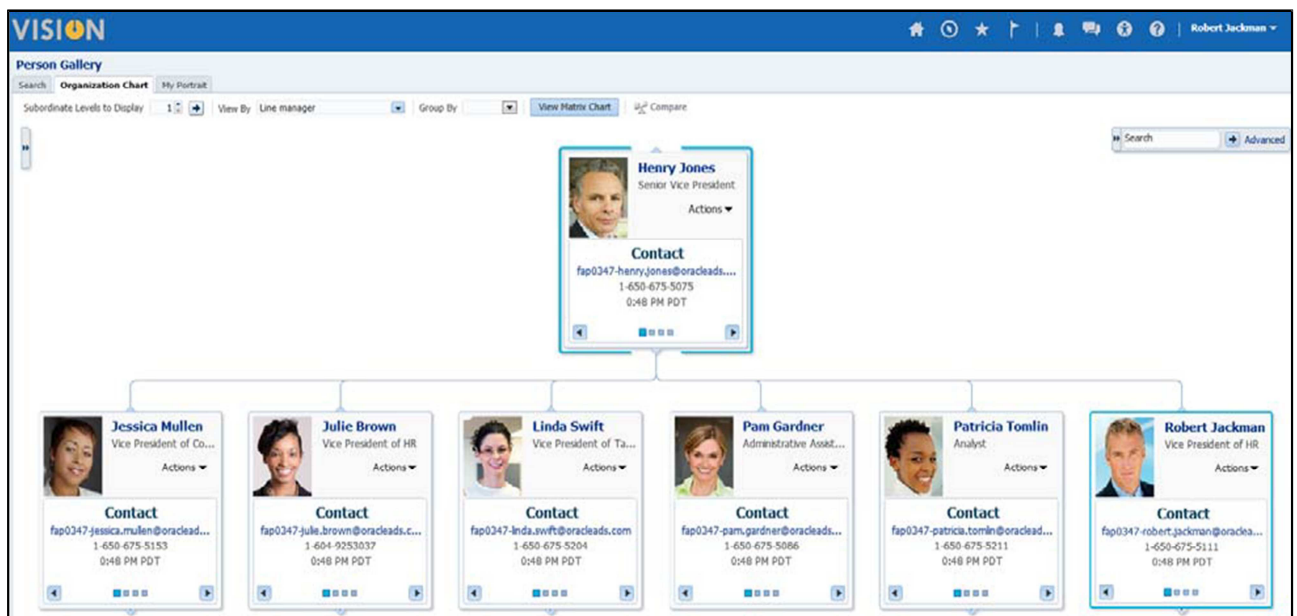 VISION
Robert Jackman
Person Gallery
Search Organization Chart My Portrait
Subordinate Levels to Display 1 View By Line manager Group By View Matrix Chart Compare
Search Advanced
Henry Jones
Senior Vice President
Actions
Contact
fap0347-henry.jones@oracleads....
1-650-675-5075
0:48 PM PDT
Jessica Mullen
Vice President of Co...
Actions
Contact
fap0347-jessica.mullen@oraclead...
1-650-675-5153
0:48 PM PDT
Julie Brown
Vice President of HR
Actions
Contact
fap0347-julie.brown@oracleads.c...
1-604-9253037
0:48 PM PDT
Linda Swift
Vice President of Ta...
Actions
Contact
fap0347-linda.swift@oracleads.com
1-650-675-5204
0:48 PM PDT
Pam Gardner
Administrative Assist...
Actions
Contact
fap0347-pam.gardner@oracleads...
1-650-675-5086
0:48 PM PDT
Patricia Tomlin
Analyst
Actions
Contact
fap0347-patricia.tomlin@oraclead...
1-650-675-5211
0:48 PM PDT
Robert Jackman
Vice President of HR
Actions
Contact
fap0347-robert.jackman@oraclea...
1-650-675-5111
0:48 PM PDT